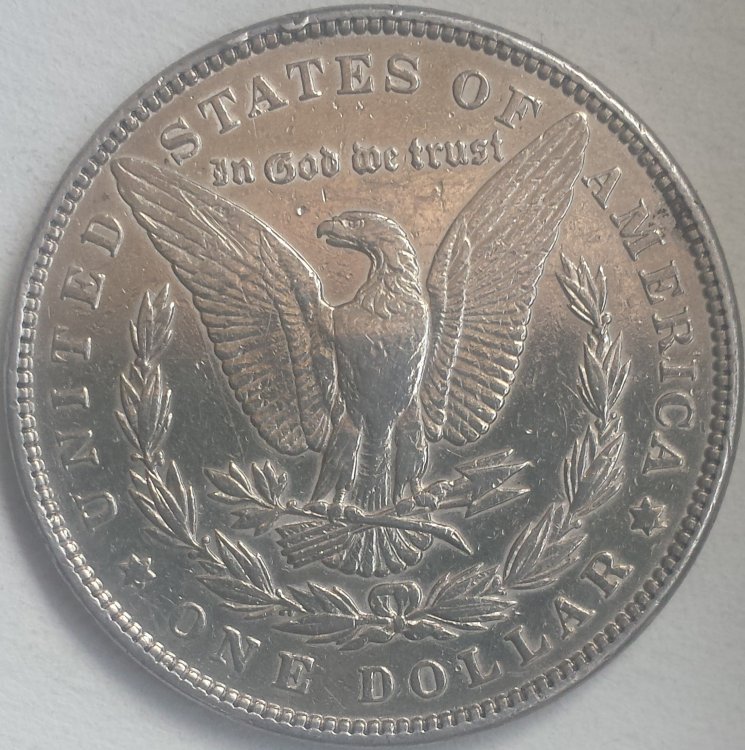 UNITED STATES OF AMERICA
In God we trust
ONE DOLLAR